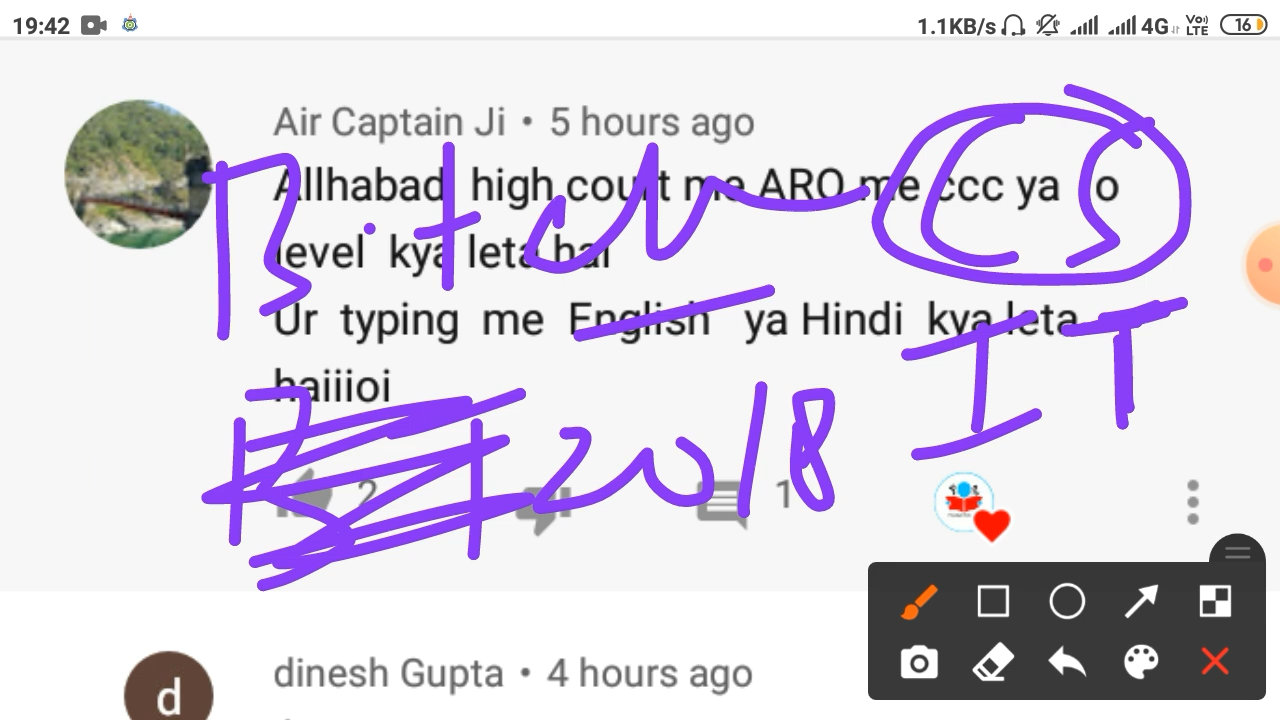 19:42 1.1KB/s 4G Vo) LTE 16
Air Captain Ji • 5 hours ago
Allhabad high court me ARO me ccc ya o
level kya leta hai
Ur typing me English ya Hindi kya leta
haiiioi
B.tech CS
IT
2018
2 1
d
dinesh Gupta • 4 hours ago